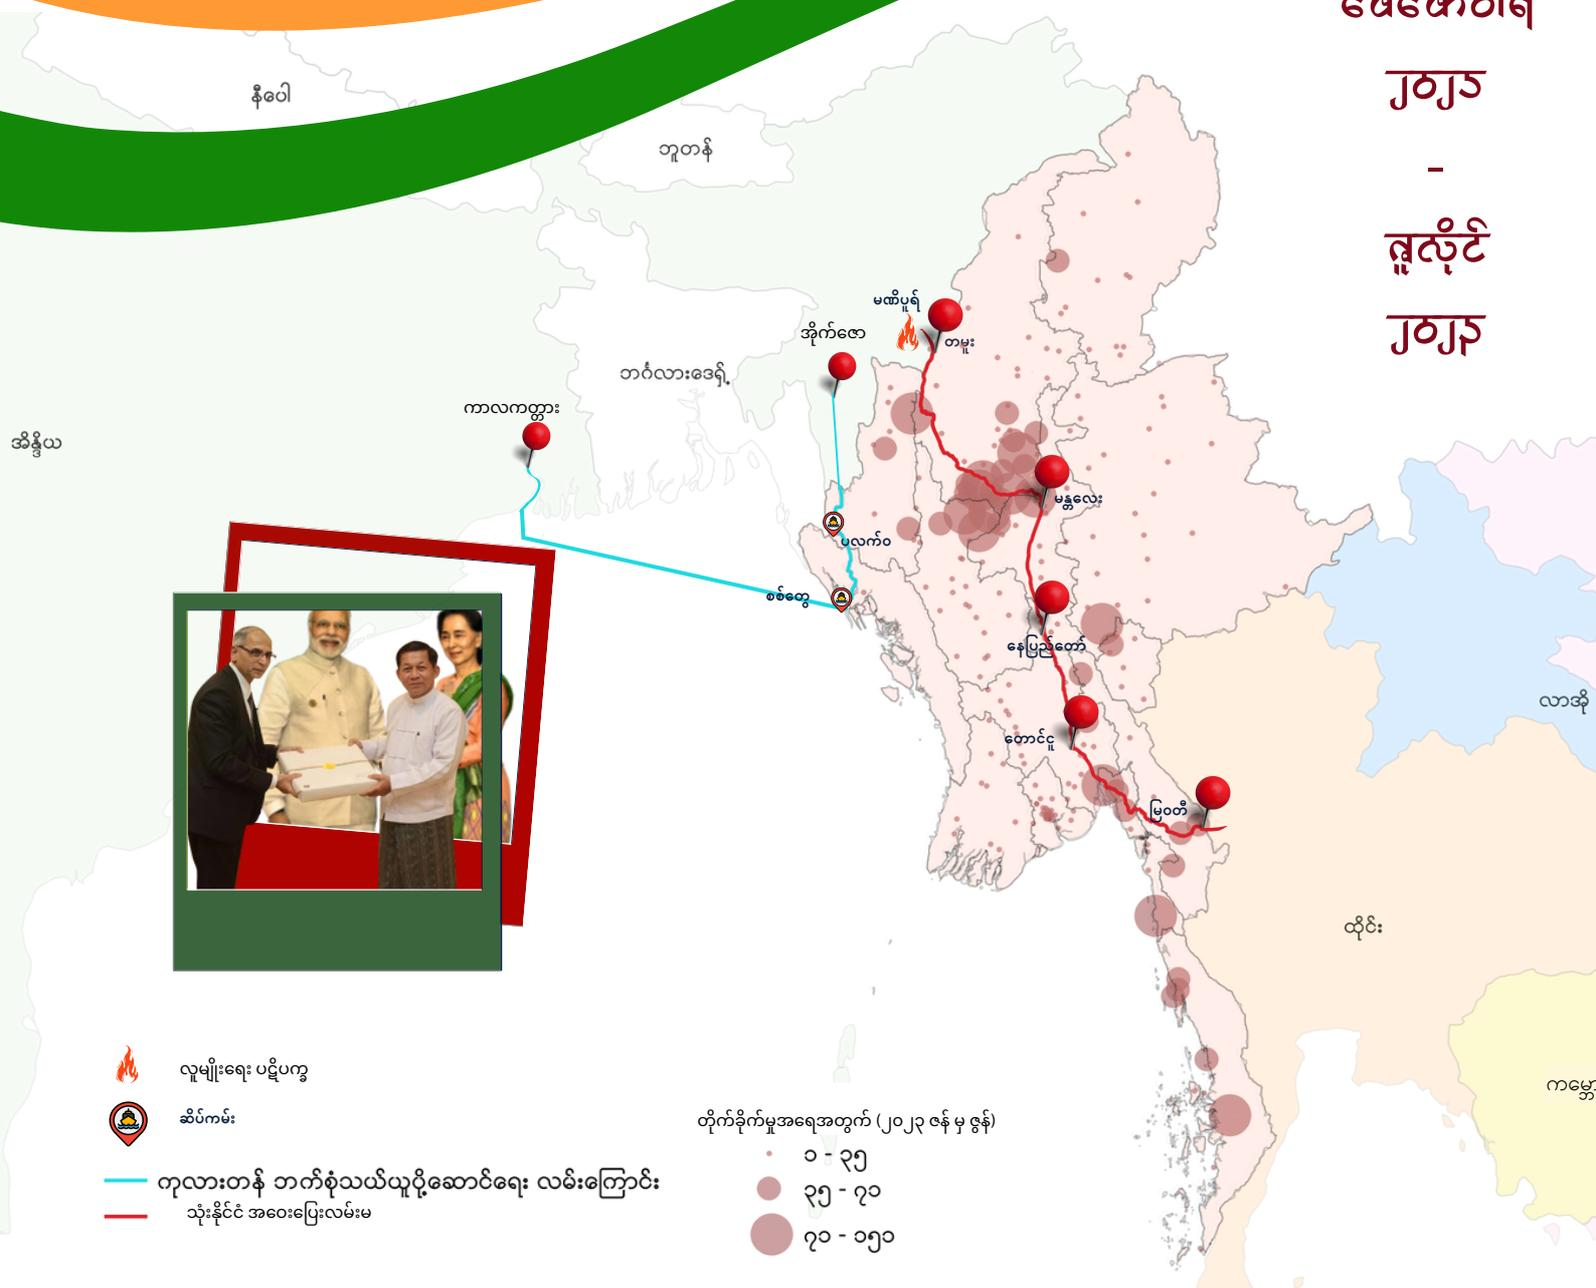 ဖေဖော်ဝါရီ
၂၀၂၁
-
ဇူလိုင်
၂၀၂၃
နီပေါ
ဘူတန်
မဏိပူရ်
အိုက်ဇော
တမူး
ဘင်္ဂလားဒေ့ရှ်
ကာလကတ္တား
အိန္ဒိယ
မန္တလေး
ပလက်ဝ
စစ်တွေ
နေပြည်တော်
လာအို
တောင်ငူ
မြဝတီ
ထိုင်း
လူမျိုးရေး ပဋိပက္ခ
ဆိပ်ကမ်း
ကုလားတန် ဘက်စုံသယ်ယူပို့ဆောင်ရေး လမ်းကြောင်း
သုံးနိုင်ငံ အဝေးပြေးလမ်းမ
တိုက်ခိုက်မှုအရေအတွက် (၂၀၂၃ ဇန် မှ ဇွန်)
၁ - ၃၅
၃၅ - ၇၁
၇၁ - ၁၅၁